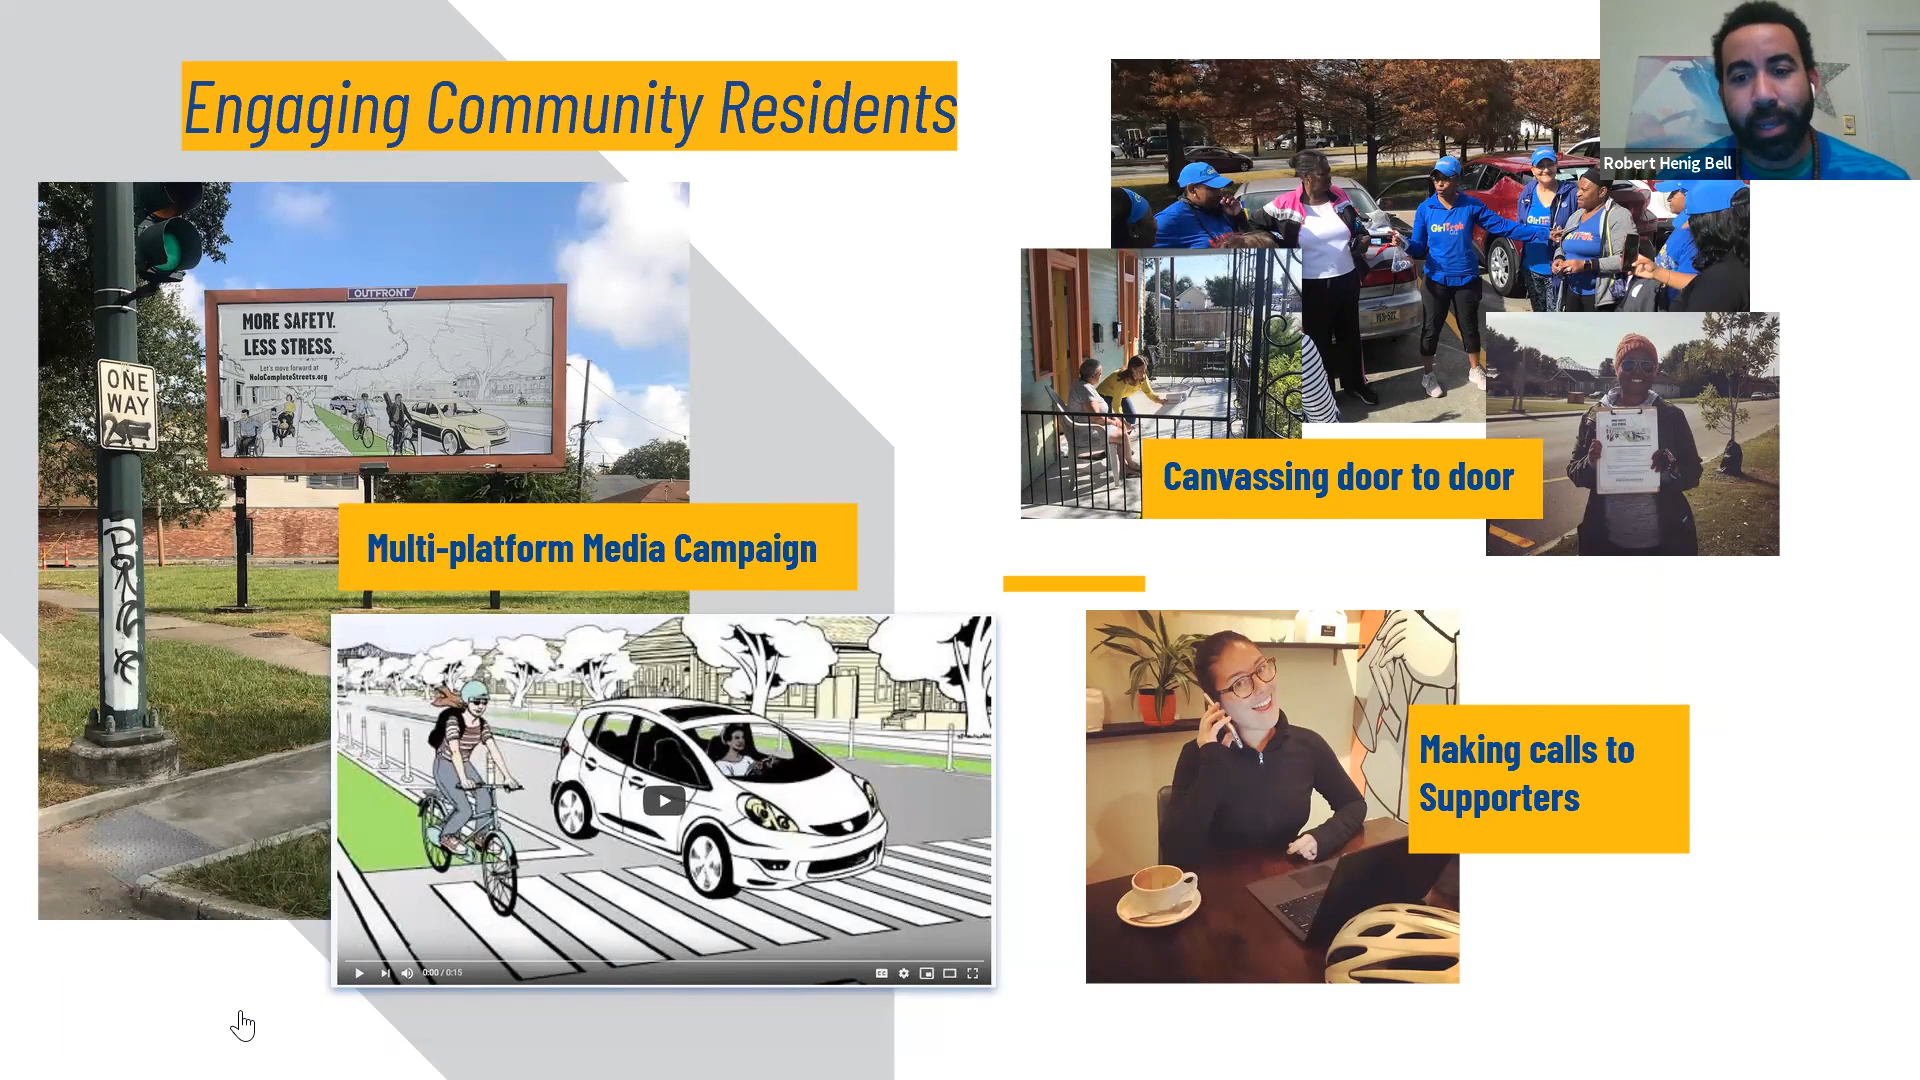 Engaging Community Residents
Robert Henig Bell
OUTFRONT
MORE SAFETY.
LESS STRESS.
Let's move forward at
NolaCompleteStreets.org
ONE
WAY
GirlTrek
Canvassing door to door
Multi-platform Media Campaign
0:00 / 0:15
Making calls to
Supporters